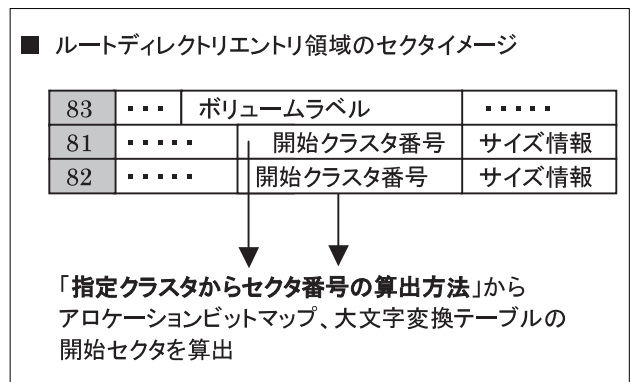 ■ ルートディレクトリエントリ領域のセクタイメージ
83 ・・・ ボリュームラベル ・・・・・
81 ・・・・・ 開始クラスタ番号 サイズ情報
82 ・・・・・ 開始クラスタ番号 サイズ情報
「指定クラスタからセクタ番号の算出方法」から
アロケーションビットマップ、大文字変換テーブルの
開始セクタを算出